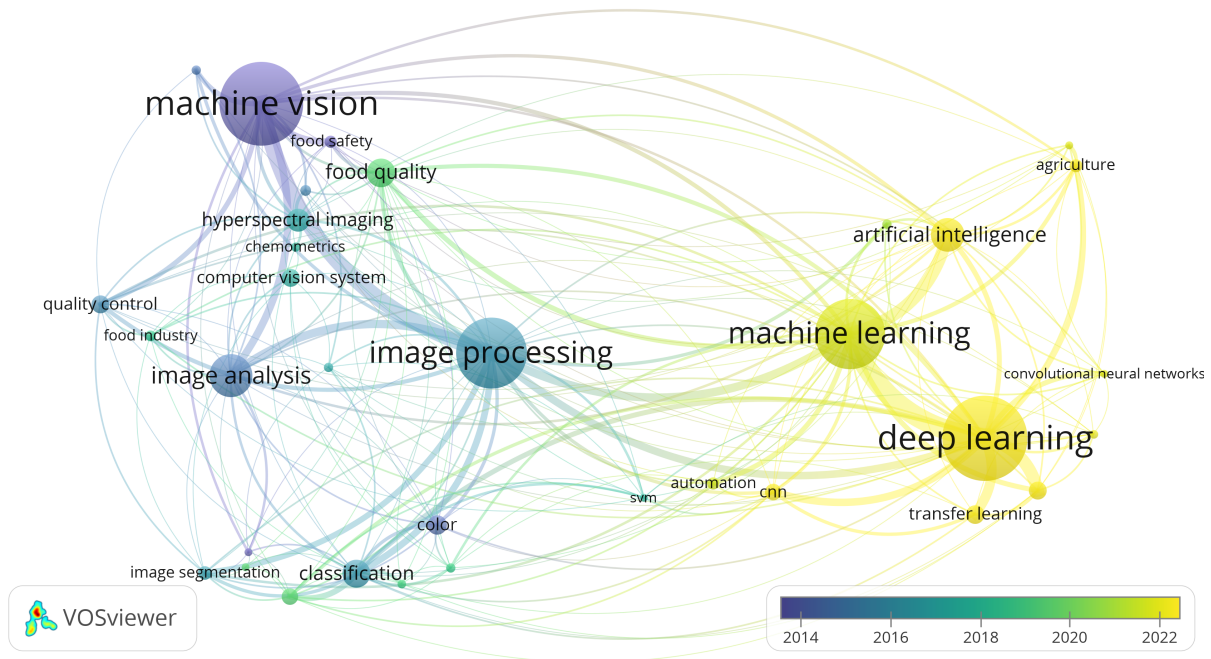 machine vision
food safety
food quality
agriculture
hyperspectral imaging
artificial intelligence
chemometrics
computer vision system
quality control
food industry
machine learning
image processing
image analysis
convolutional neural networks
deep learning
automation
cnn
svm
transfer learning
color
image segmentation
classification
VOSviewer
2014 2016 2018 2020 2022